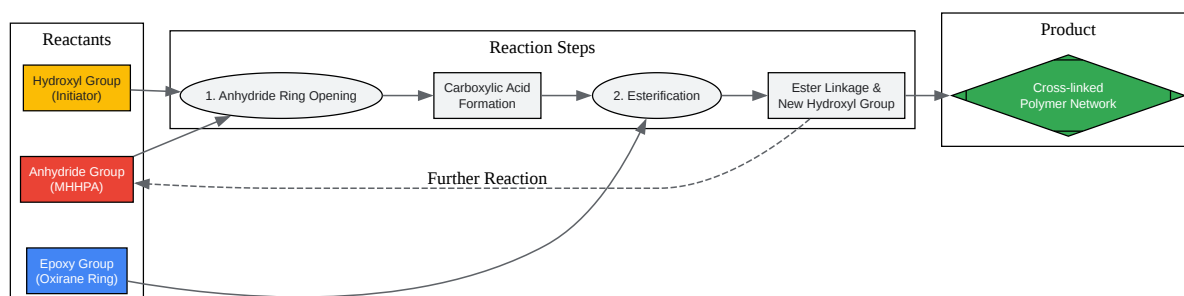 Reactants
Hydroxyl Group
(Initiator)
Anhydride Group
(MHHPA)
Epoxy Group
(Oxirane Ring)
Reaction Steps
1. Anhydride Ring Opening
Carboxylic Acid
Formation
2. Esterification
Ester Linkage &
New Hydroxyl Group
Further Reaction
Product
Cross-linked
Polymer Network